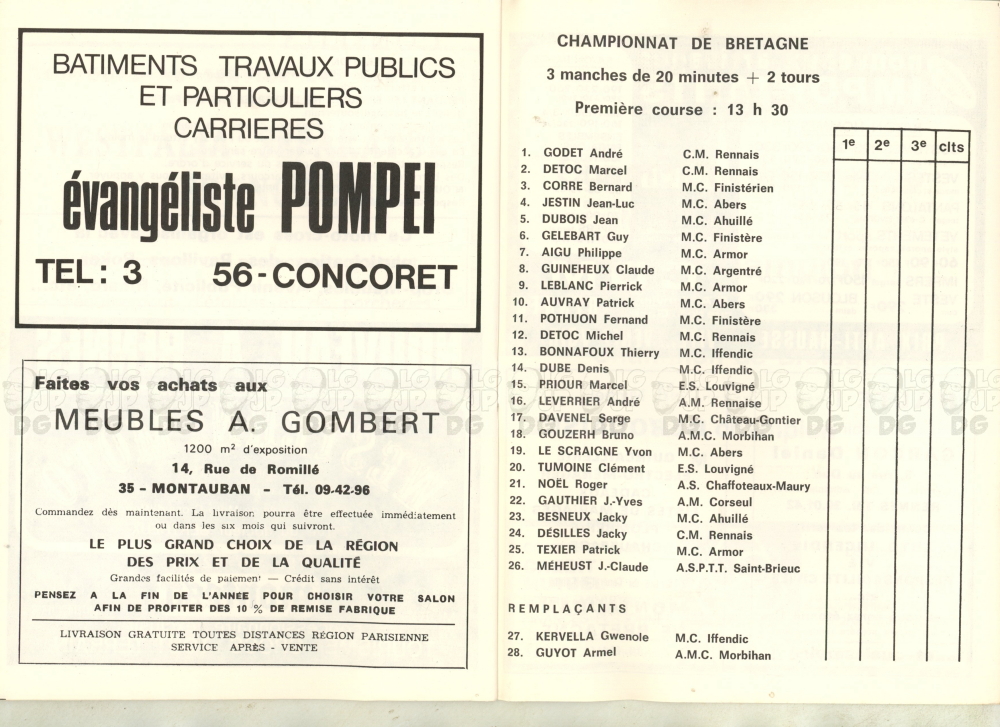 BATIMENTS TRAVAUX PUBLICS
ET PARTICULIERS
CARRIERES
évangéliste POMPEI
TEL : 3 56 - CONCORET
Faites vos achats aux
MEUBLES A. GOMBERT
1200 m² d'exposition
14, Rue de Romillé
35 - MONTAUBAN - Tél. 09-42-96
Commandez dès maintenant. La livraison pourra être effectuée immédiatement
ou dans les six mois qui suivront.
LE PLUS GRAND CHOIX DE LA RÉGION
DES PRIX ET DE LA QUALITÉ
Grandes facilités de paiement — Crédit sans intérêt
PENSEZ A LA FIN DE L'ANNÉE POUR CHOISIR VOTRE SALON
AFIN DE PROFITER DES 10 % DE REMISE FABRIQUE
LIVRAISON GRATUITE TOUTES DISTANCES RÉGION PARISIENNE
SERVICE APRÈS - VENTE
CHAMPIONNAT DE BRETAGNE
3 manches de 20 minutes + 2 tours
Première course : 13 h 30
1e 2e 3e clts
1. GODET André C.M. Rennais
2. DETOC Marcel C.M. Rennais
3. CORRE Bernard M.C. Finistérien
4. JESTIN Jean-Luc M.C. Abers
5. DUBOIS Jean M.C. Ahuillé
6. GELEBART Guy M.C. Finistère
7. AIGU Philippe M.C. Armor
8. GUINEHEUX Claude M.C. Argentré
9. LEBLANC Pierrick M.C. Armor
10. AUVRAY Patrick M.C. Abers
11. POTHUON Fernand M.C. Finistère
12. DETOC Michel M.C. Rennais
13. BONNAFOUX Thierry M.C. Iffendic
14. DUBE Denis M.C. Iffendic
15. PRIOUR Marcel E.S. Louvigné
16. LEVERRIER André A.M. Rennaise
17. DAVENEL Serge M.C. Château-Gontier
18. GOUZERH Bruno A.M.C. Morbihan
19. LE SCRAIGNE Yvon M.C. Abers
20. TUMOINE Clément E.S. Louvigné
21. NOËL Roger A.S. Chaffoteaux-Maury
22. GAUTHIER J.-Yves A.M. Corseul
23. BESNEUX Jacky M.C. Ahuillé
24. DÉSILLES Jacky C.M. Rennais
25. TEXIER Patrick M.C. Armor
26. MÉHEUST J.-Claude A.S.P.T.T. Saint-Brieuc
REMPLAÇANTS
27. KERVELLA Gwenole M.C. Iffendic
28. GUYOT Armel A.M.C. Morbihan